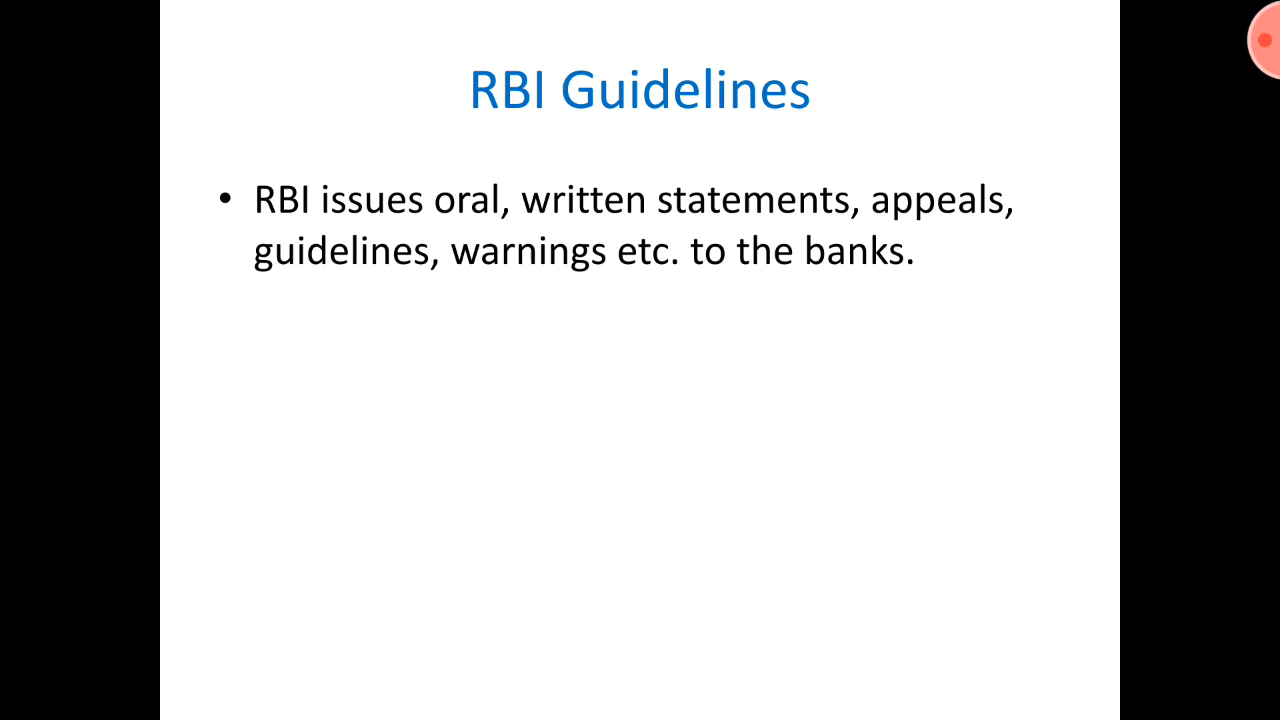 RBI Guidelines
• RBI issues oral, written statements, appeals,
guidelines, warnings etc. to the banks.